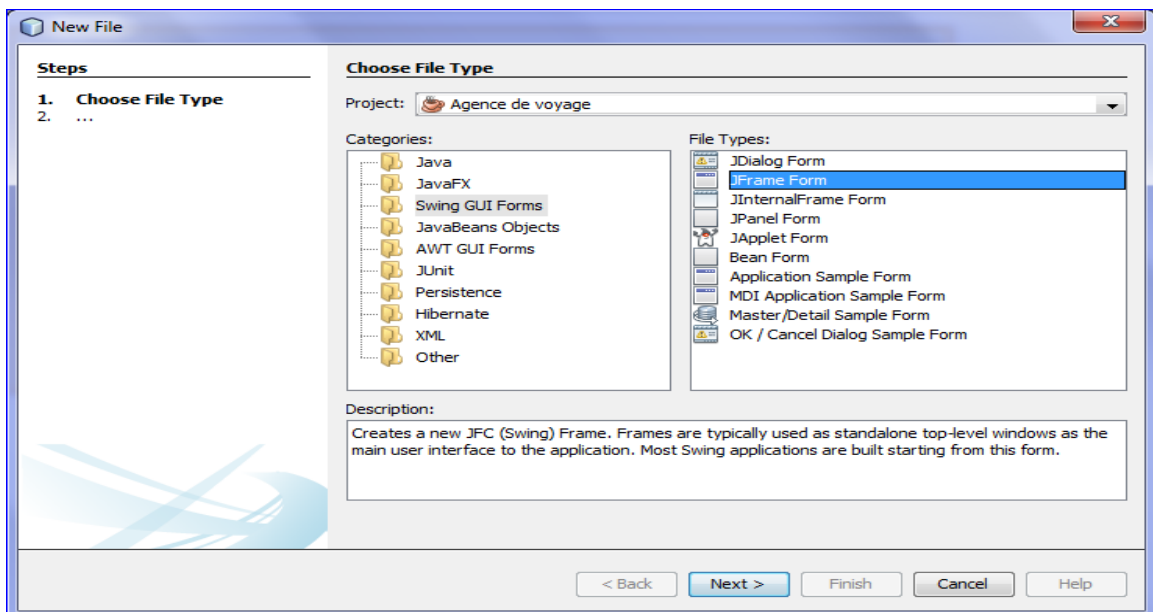 New File
Steps
1. Choose File Type
2. ...
Choose File Type
Project: Agence de voyage
Categories:
Java
JavaFX
Swing GUI Forms
JavaBeans Objects
AWT GUI Forms
JUnit
Persistence
Hibernate
XML
Other
File Types:
JDialog Form
JFrame Form
JInternalFrame Form
JPanel Form
JApplet Form
Bean Form
Application Sample Form
MDI Application Sample Form
Master/Detail Sample Form
OK / Cancel Dialog Sample Form
Description:
Creates a new JFC (Swing) Frame. Frames are typically used as standalone top-level windows as the
main user interface to the application. Most Swing applications are built starting from this form.
< Back Next > Finish Cancel Help